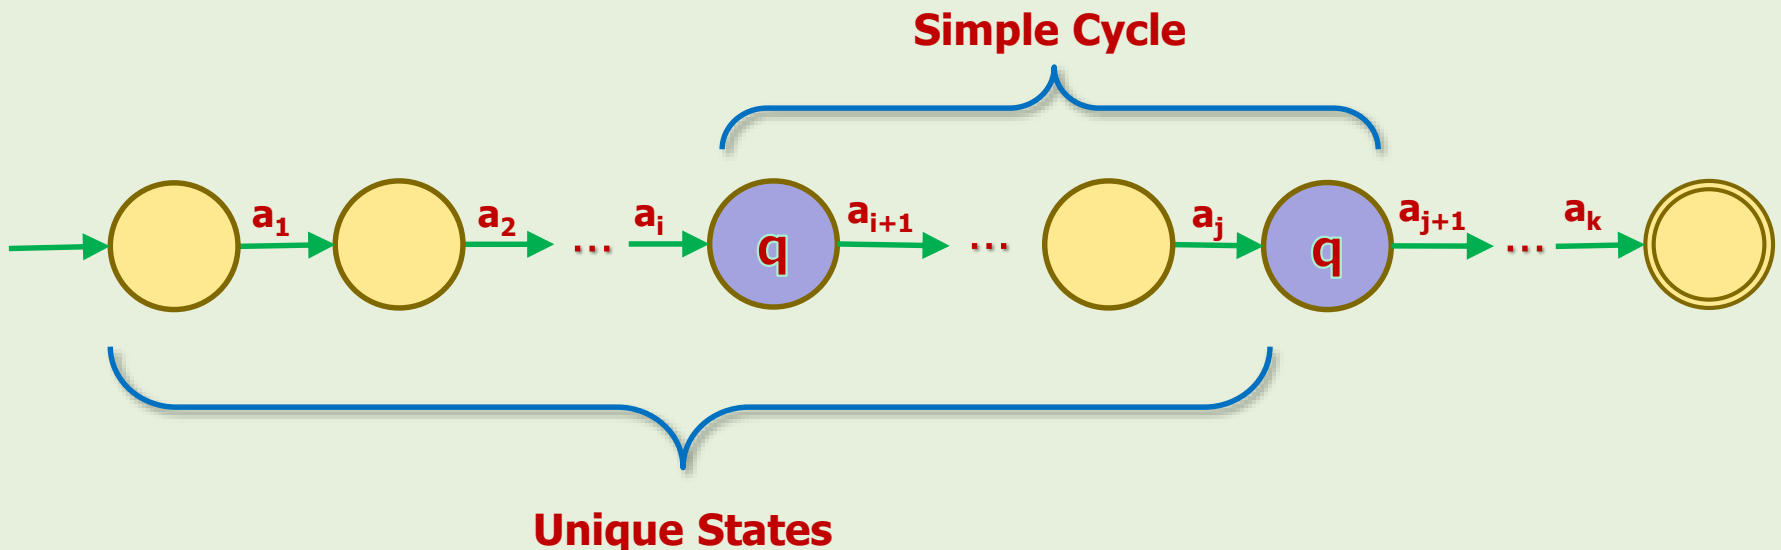 Simple Cycle
a1 a2 ... ai q ai+1 ... aj q aj+1 ... ak
Unique States